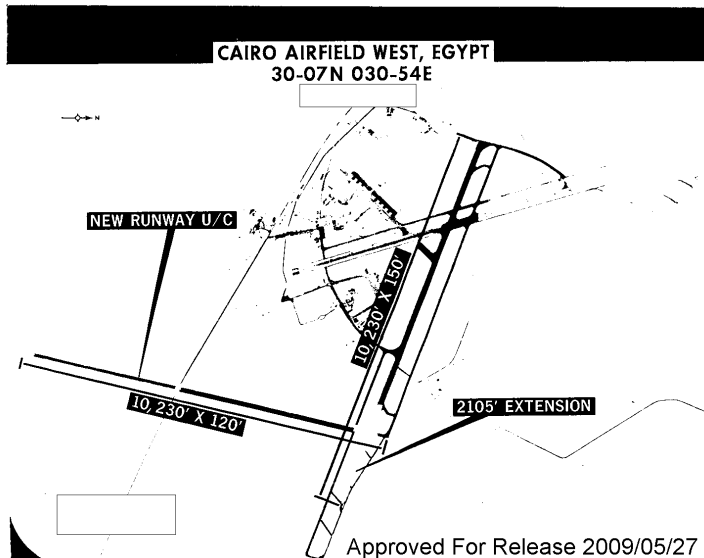 CAIRO AIRFIELD WEST, EGYPT
30-07N 030-54E
N
NEW RUNWAY U/C
10,230' X 150'
10,230' X 120'
2105' EXTENSION
Approved For Release 2009/05/27